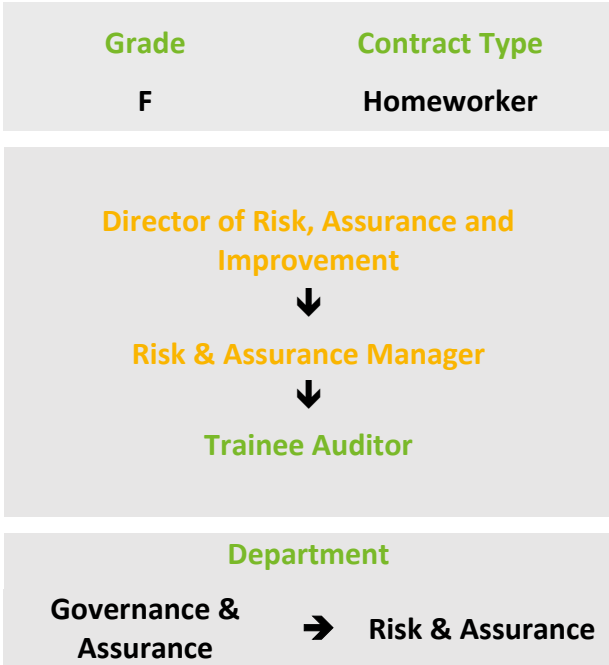 Grade Contract Type
F Homeworker
Director of Risk, Assurance and
Improvement
↓
Risk & Assurance Manager
↓
Trainee Auditor
Department
Governance &
Assurance
➔ Risk & Assurance